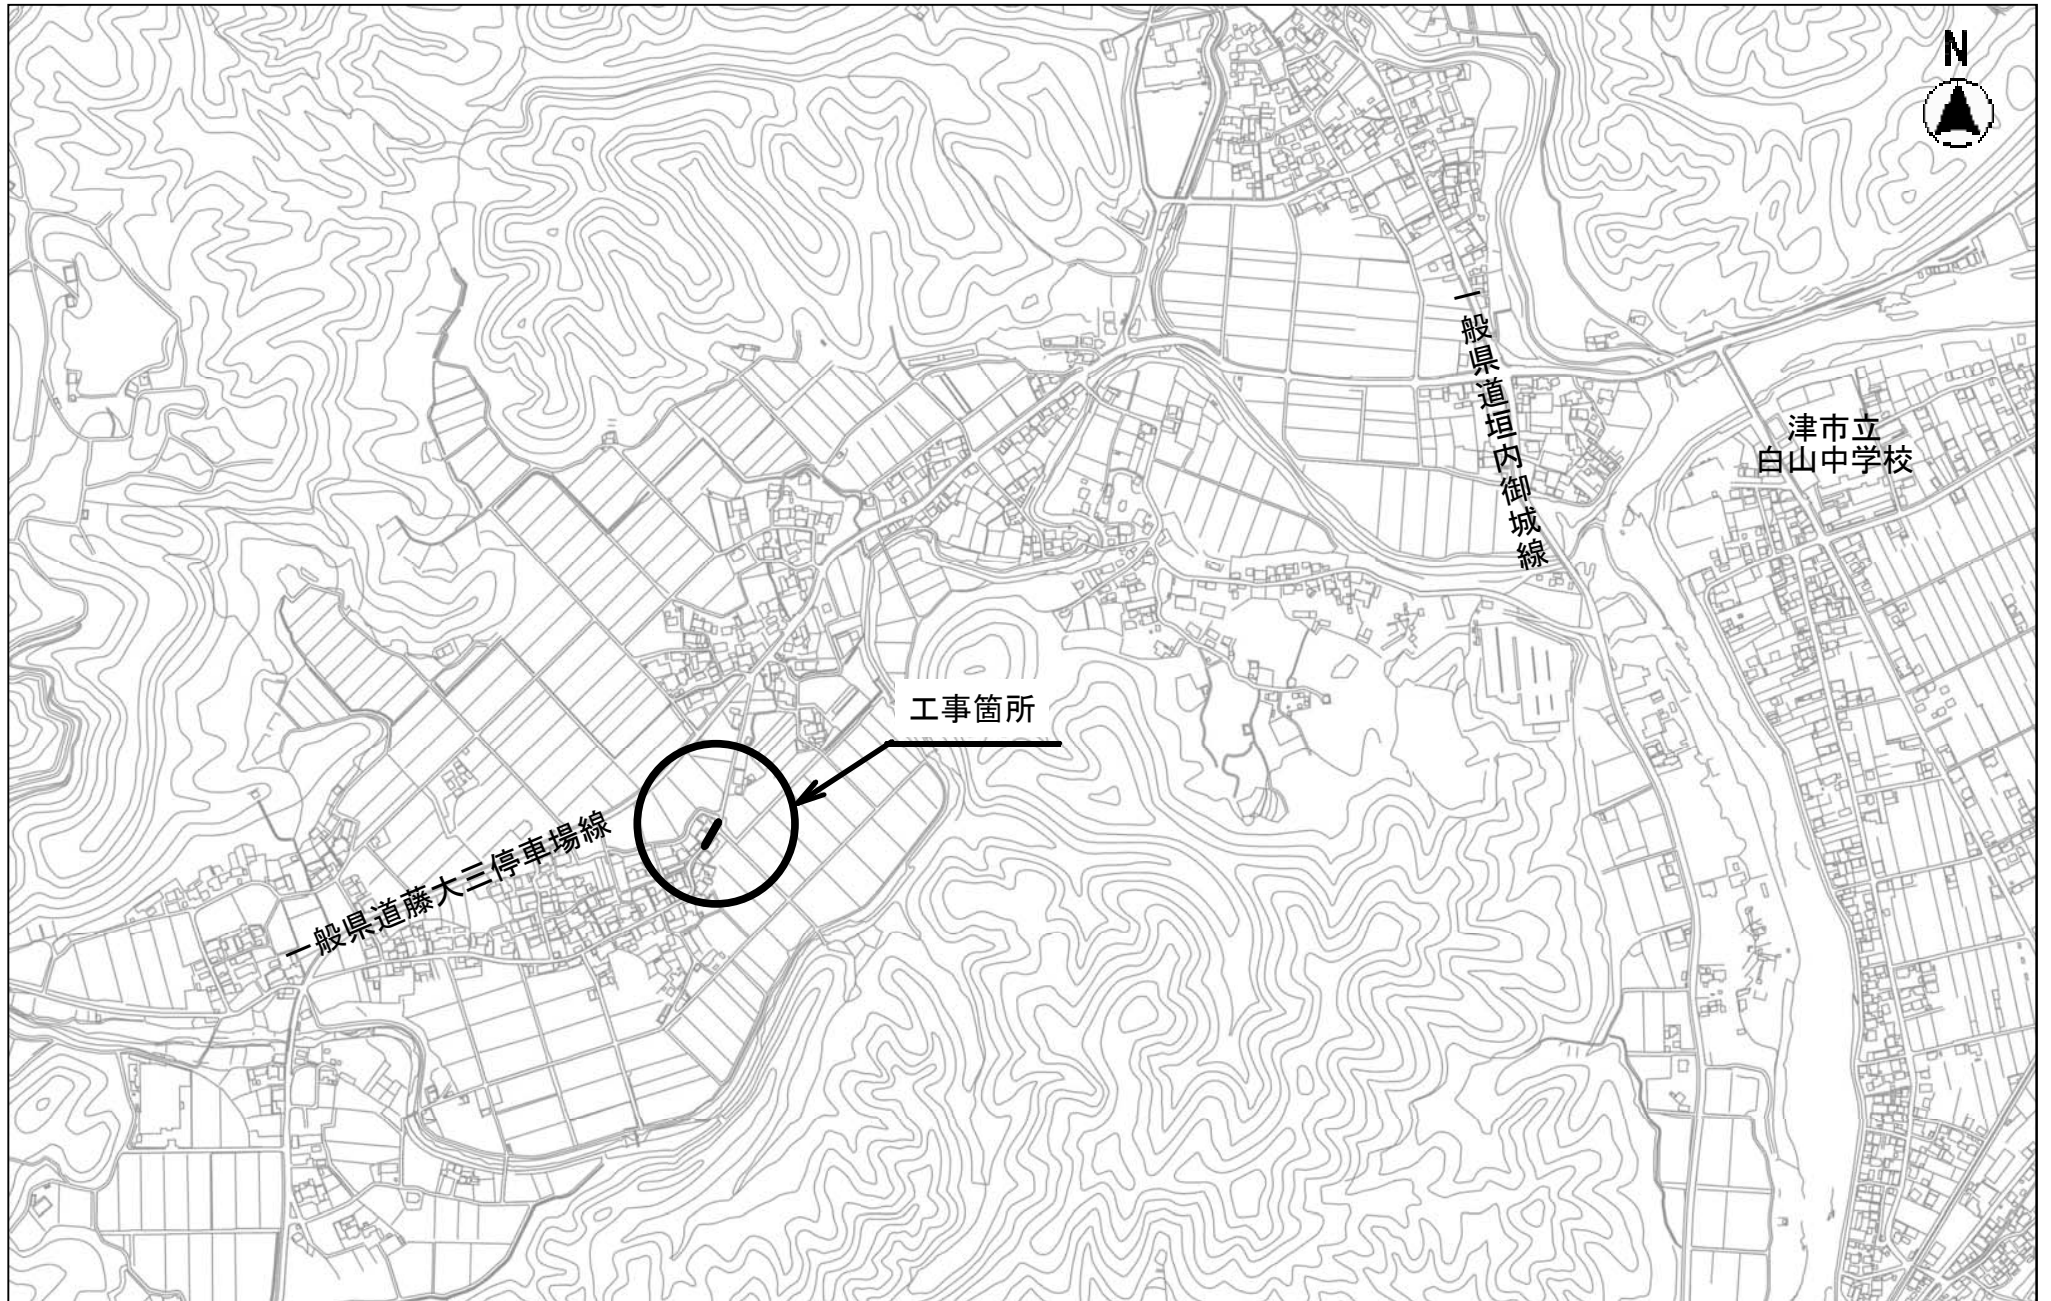 N
一般県道垣内御城線
津市立
白山中学校
工事箇所
一般県道藤大三停車場線